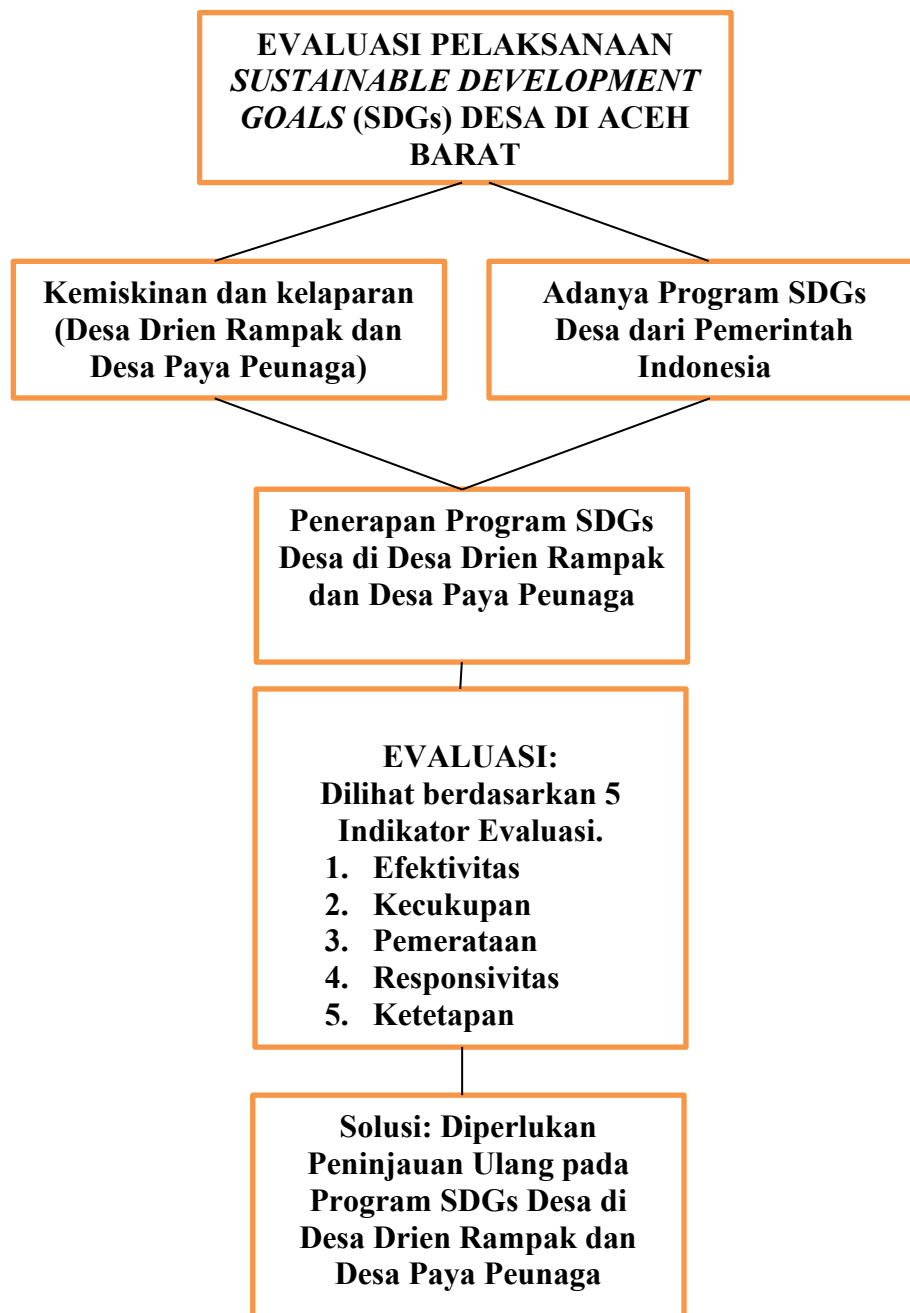 EVALUASI PELAKSANAAN
SUSTAINABLE DEVELOPMENT
GOALS (SDGs) DESA DI ACEH
BARAT
Kemiskinan dan kelaparan
(Desa Drien Rampak dan
Desa Paya Peunaga)
Adanya Program SDGs
Desa dari Pemerintah
Indonesia
Penerapan Program SDGs
Desa di Desa Drien Rampak
dan Desa Paya Peunaga
EVALUASI:
Dilihat berdasarkan 5
Indikator Evaluasi.
1. Efektivitas
2. Kecukupan
3. Pemerataan
4. Responsivitas
5. Ketetapan
Solusi: Diperlukan
Peninjauan Ulang pada
Program SDGs Desa di
Desa Drien Rampak dan
Desa Paya Peunaga